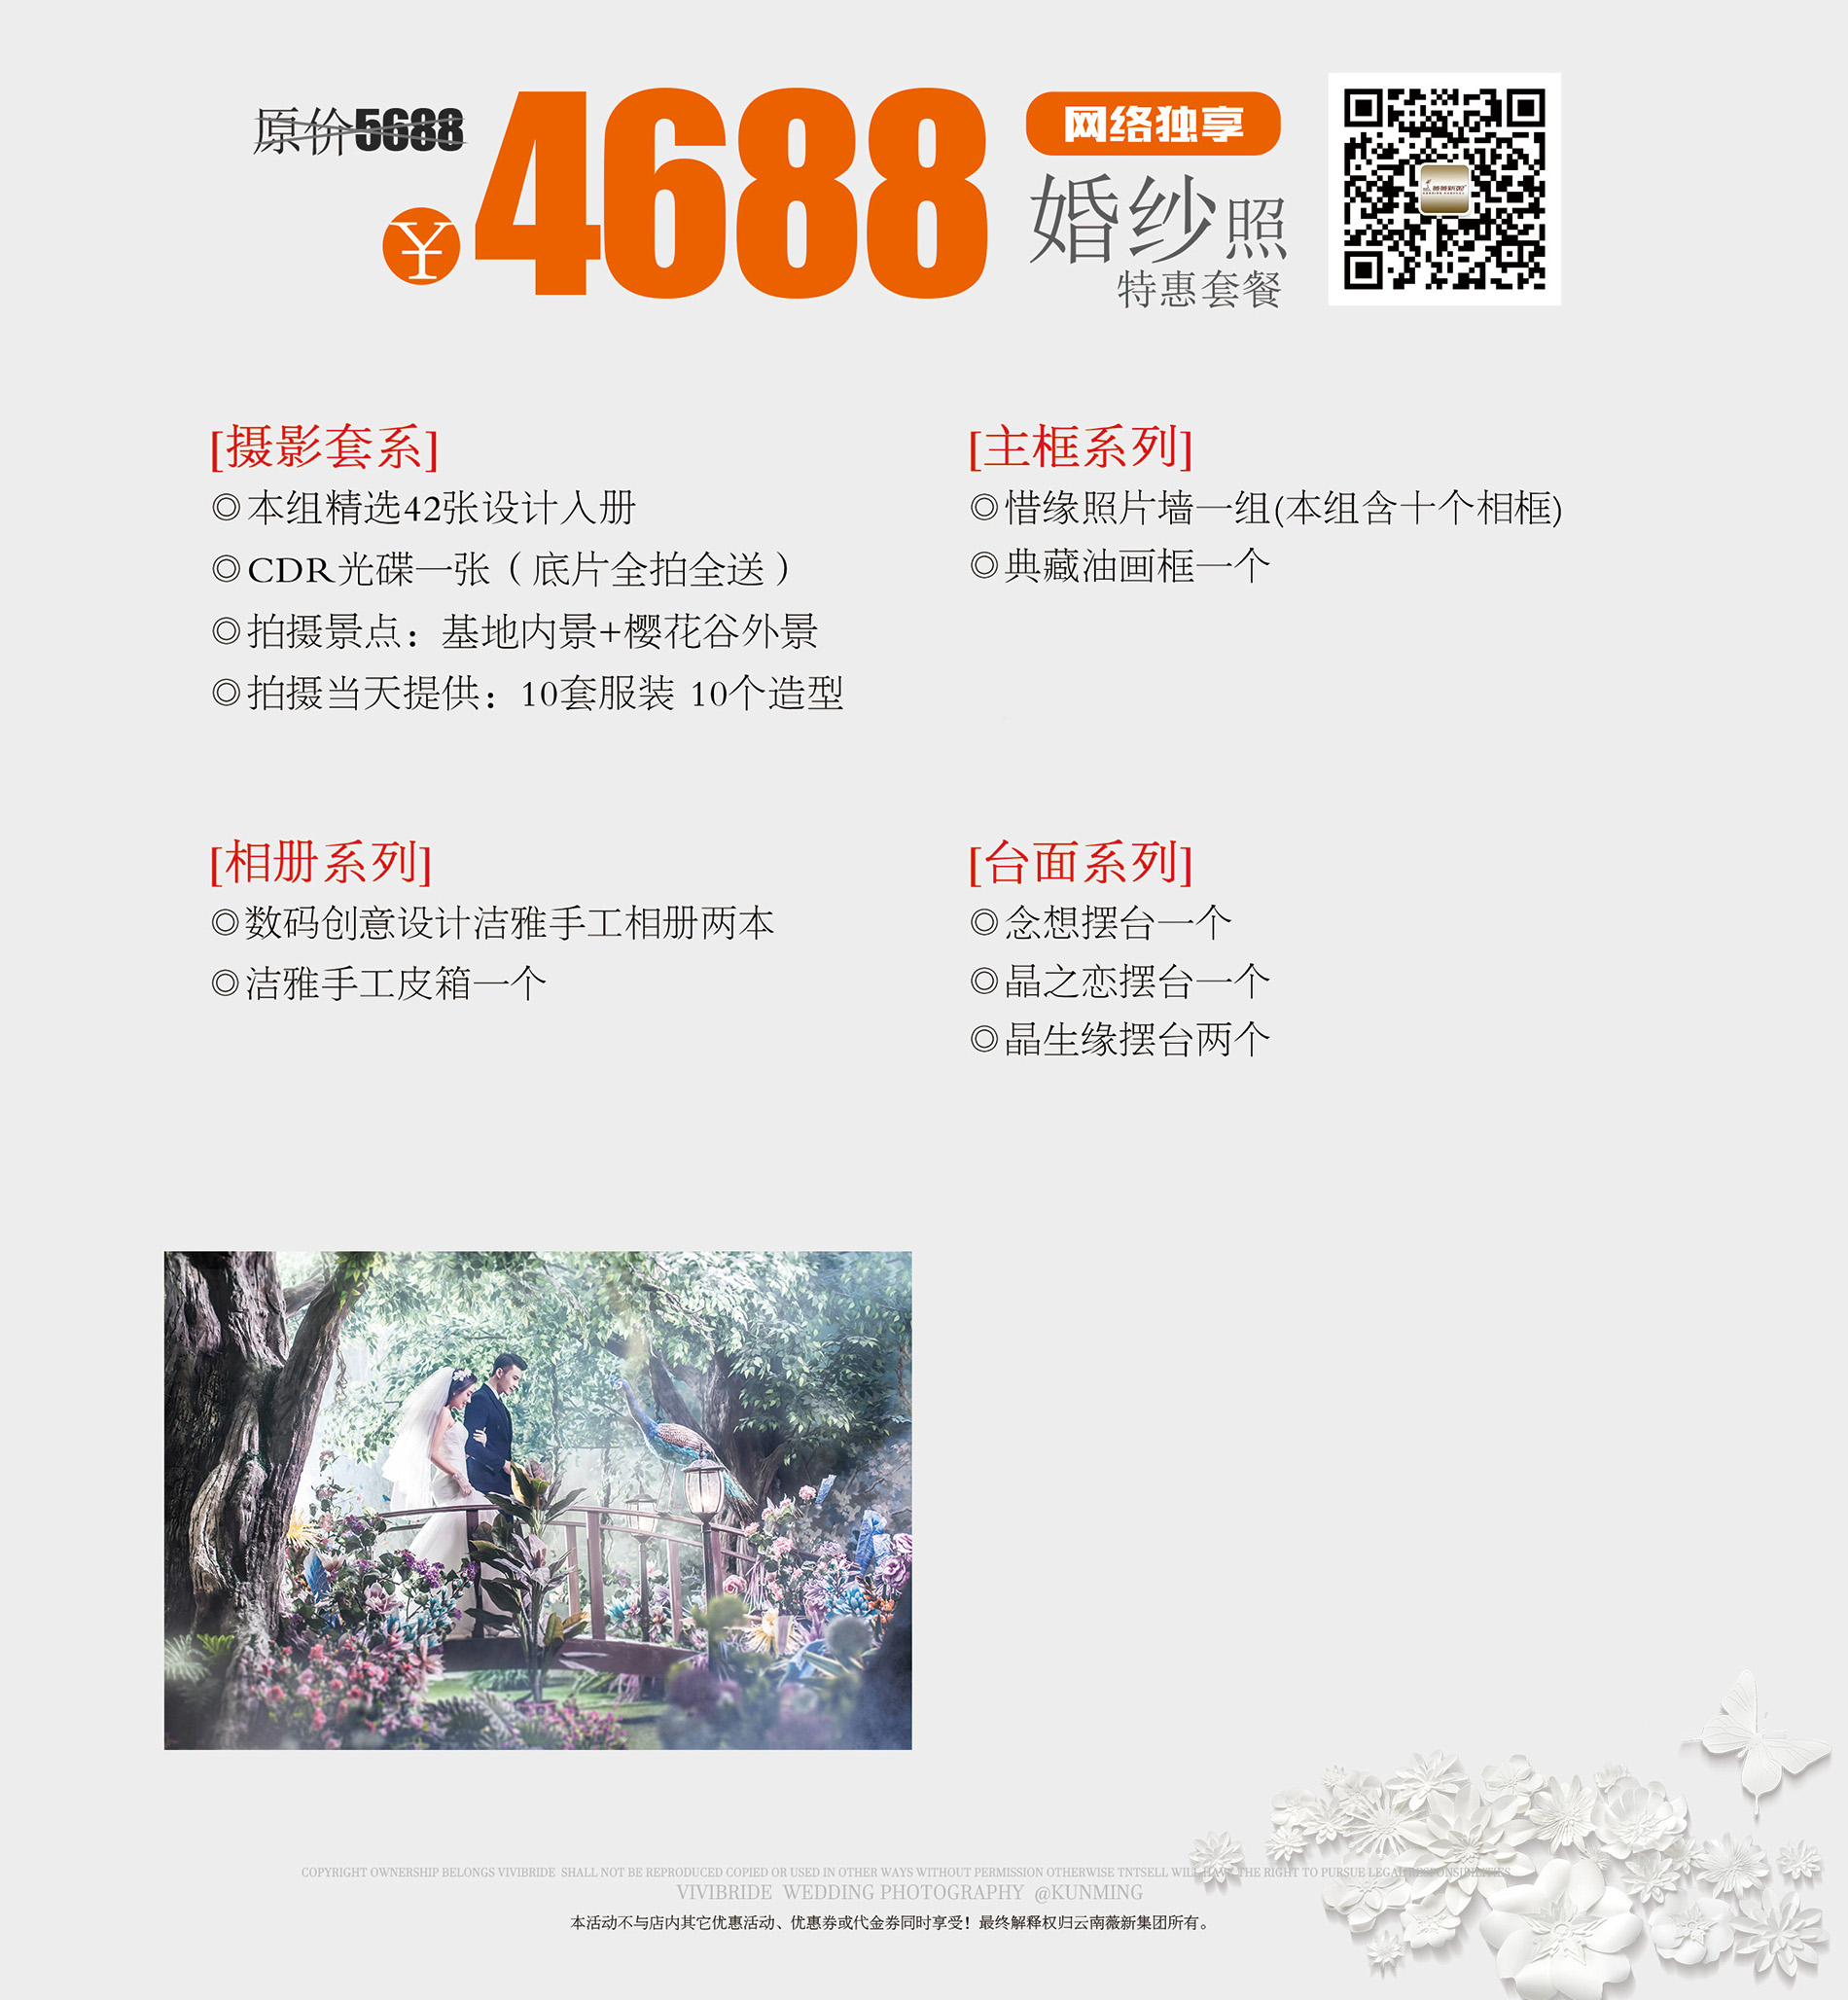 原价5688
¥4688
网络独享
婚纱照
特惠套餐
[摄影套系]
◎本组精选42张设计入册
◎CDR光碟一张（底片全拍全送）
◎拍摄景点：基地内景+樱花谷外景
◎拍摄当天提供：10套服装 10个造型
[主框系列]
◎惜缘照片墙一组(本组含十个相框)
◎典藏油画框一个
[相册系列]
◎数码创意设计洁雅手工相册两本
◎洁雅手工皮箱一个
[台面系列]
◎念想摆台一个
◎晶之恋摆台一个
◎晶生缘摆台两个
COPYRIGHT OWNERSHIP BELONGS VIVIBRIDE SHALL NOT BE REPRODUCED COPIED OR USED IN OTHER WAYS WITHOUT PERMISSION OTHERWISE TNTSELL WILL HAVE THE RIGHT TO PURSUE LEGAL RESPONSIBILITIES
VIVIBRIDE WEDDING PHOTOGRAPHY @KUNMING
本活动不与店内其它优惠活动、优惠券或代金券同时享受！最终解释权归云南薇新集团所有。